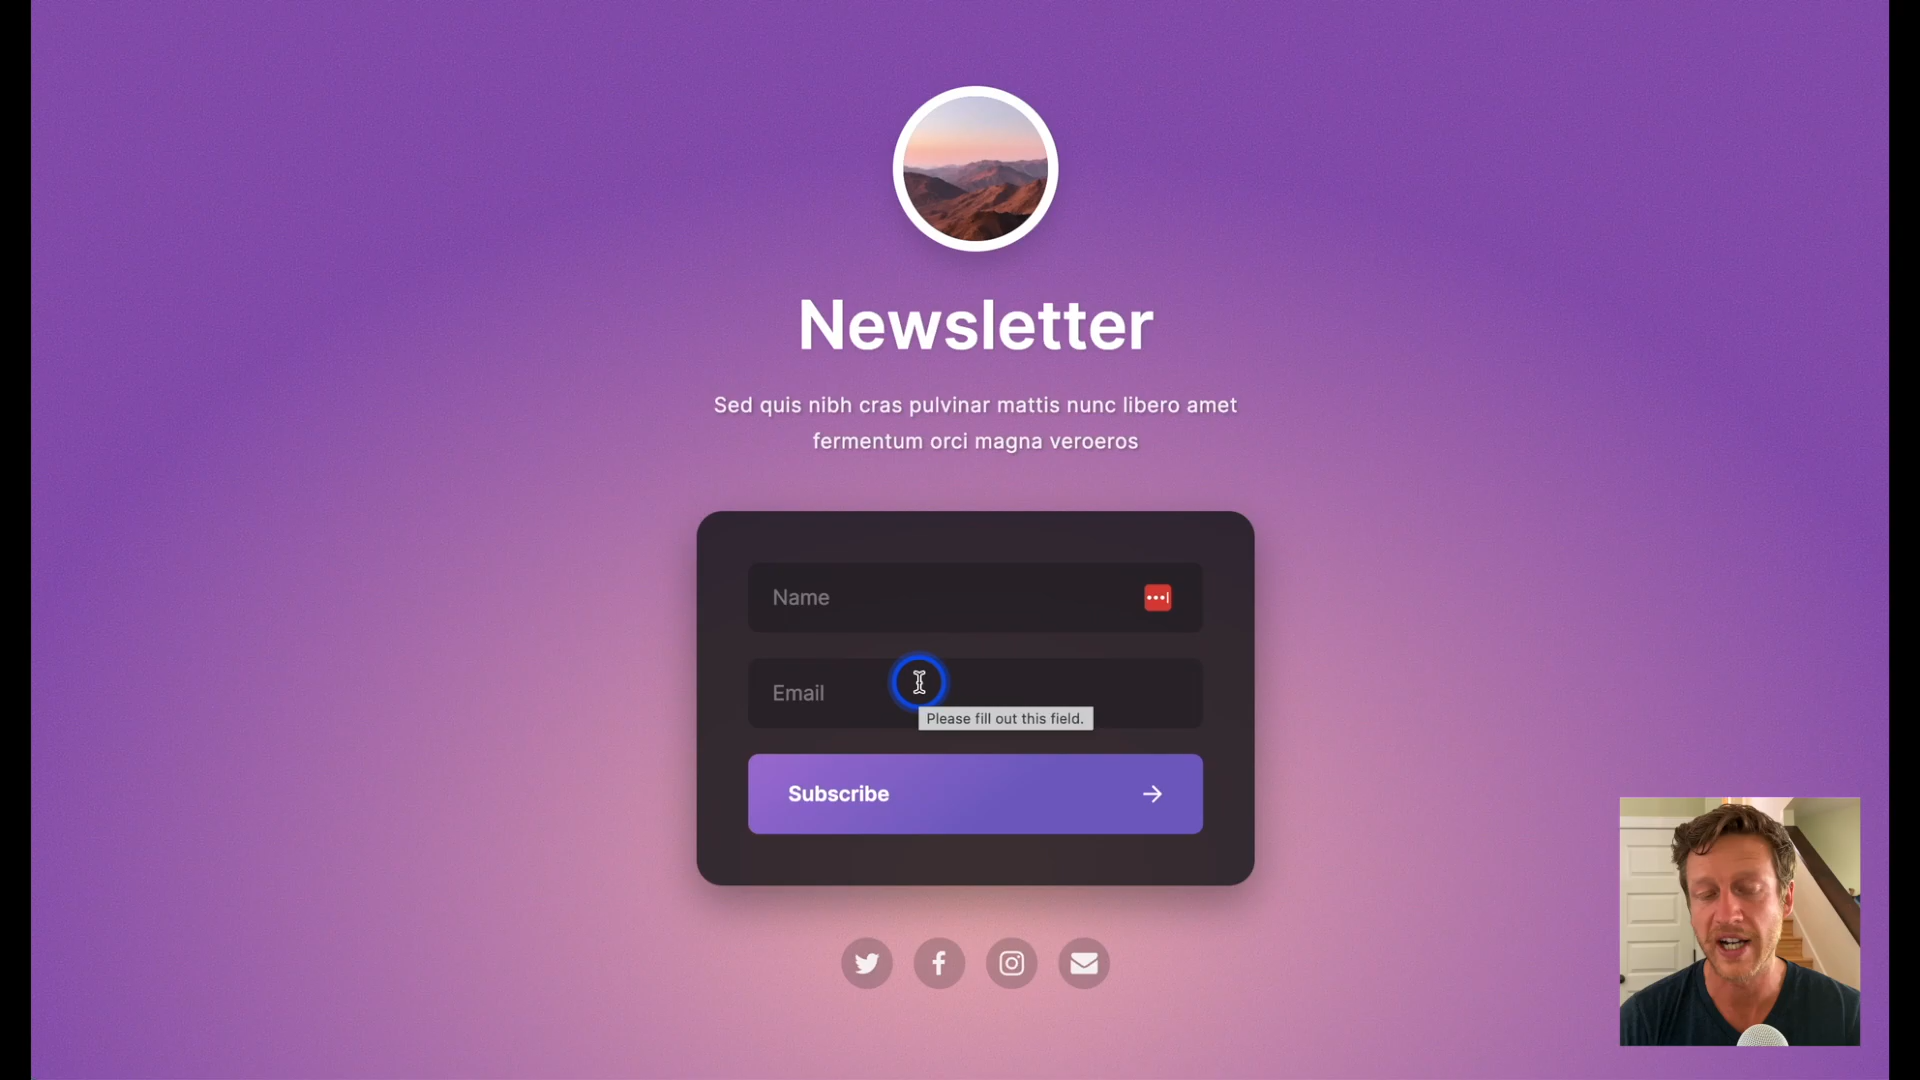 Newsletter
Sed quis nibh cras pulvinar mattis nunc libero amet
fermentum orci magna veroeros
Name
Email
Please fill out this field.
Subscribe